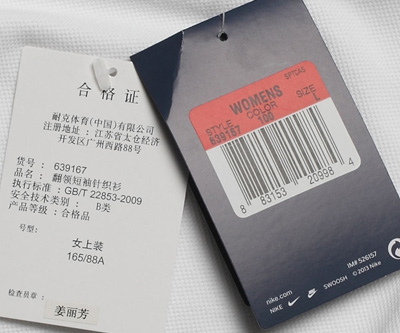 合 格 证
耐克体育(中国)有限公司
注册地址 : 江苏省太仓经济
开发区广州西路88号
货号 : 639167
品名 : 翻领短袖针织衫
执行标准 : GB/T 22853-2009
安全技术类别 : B类
产品等级 : 合格品
号型:
女上装
165/88A
检查员章 :
姜丽芳
SPTCAS
WOMENS
STYLE COLOR SIZE
639167 100 L
8 83153 20998 4
IM# 526157
nike.com
NIKE SWOOSH © 2013 Nike